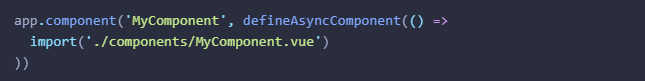 app.component('MyComponent', defineAsyncComponent(() =>
  import('./components/MyComponent.vue')
))